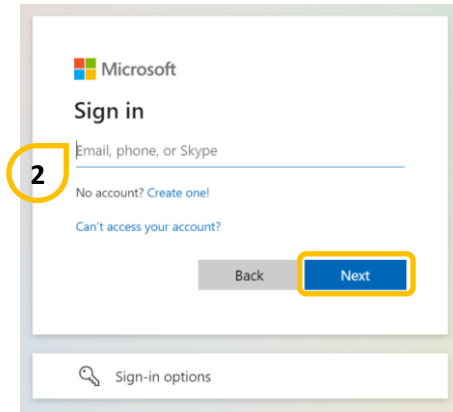 Microsoft
Sign in
Email, phone, or Skype
2
No account? Create one!
Can't access your account?
Back
Next
Sign-in options